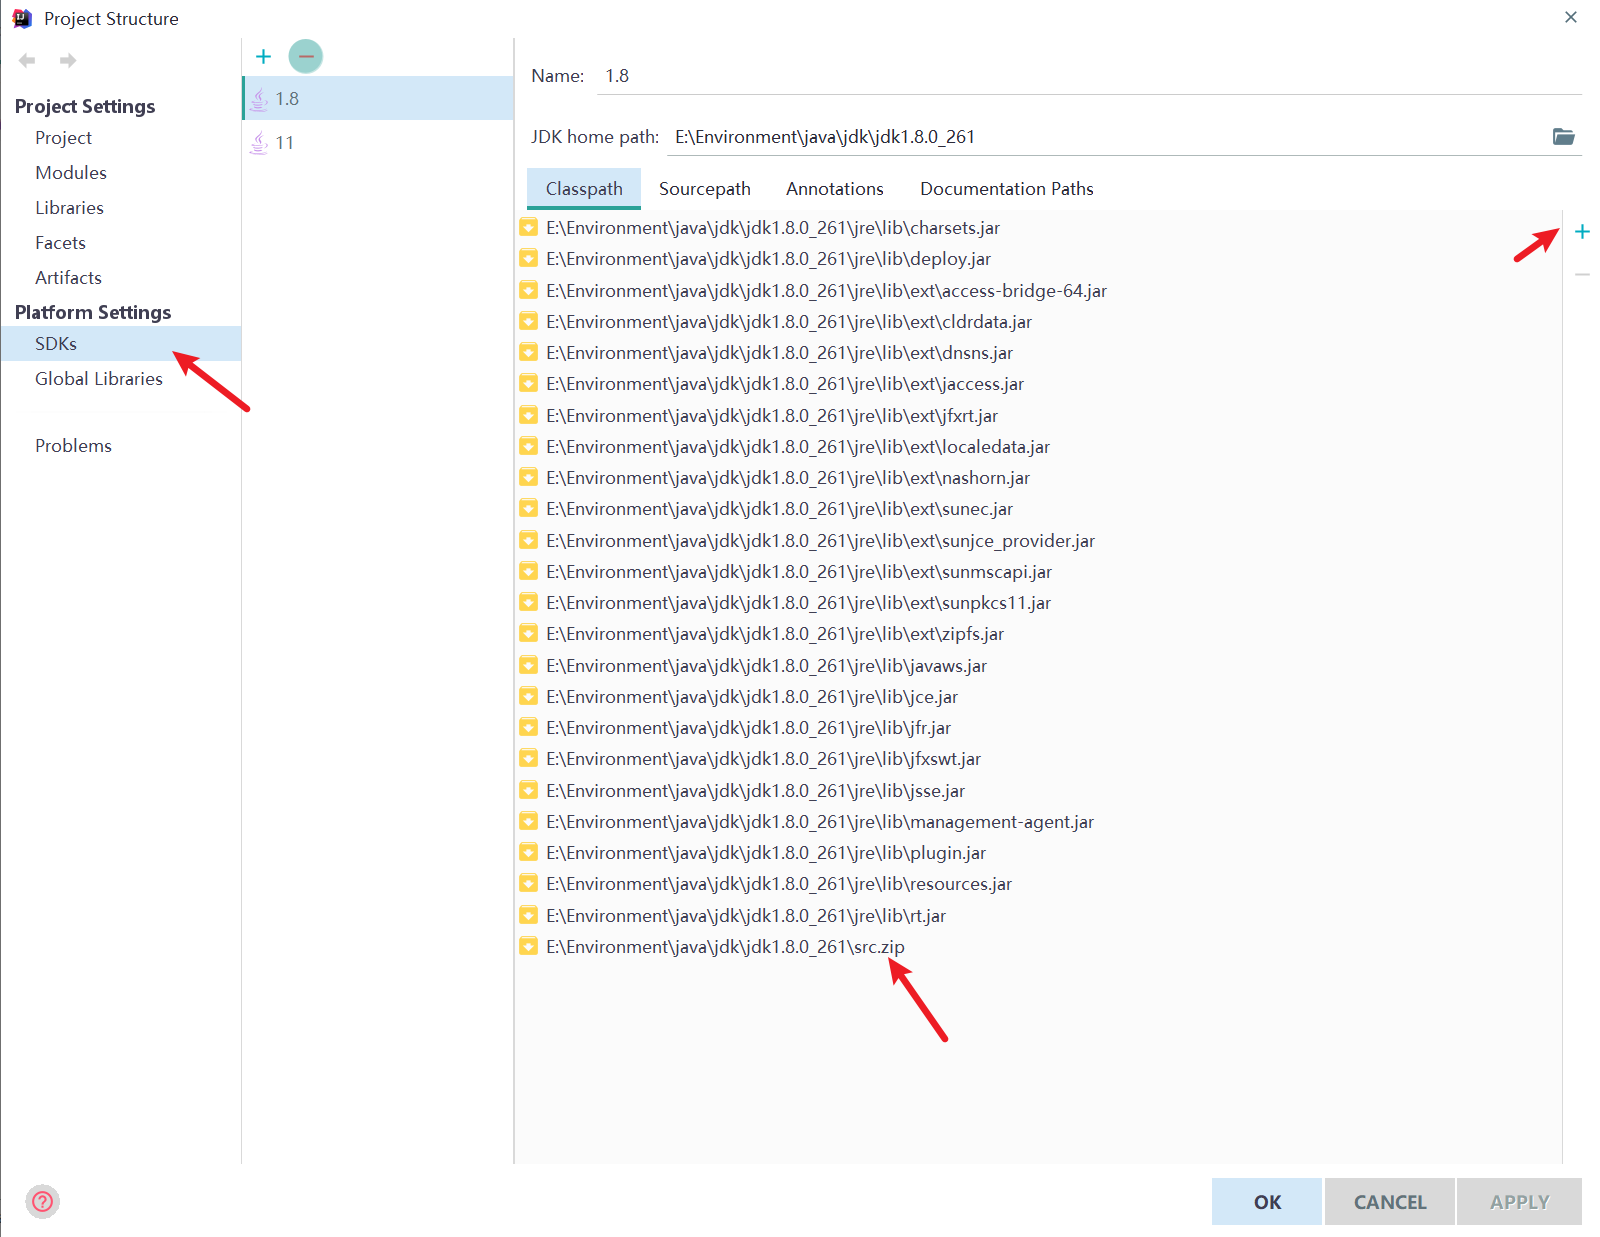 Project Structure
Project Settings
Project
Modules
Libraries
Facets
Artifacts
Platform Settings
SDKs
Global Libraries
Problems
1.8
11
Name: 1.8
JDK home path: E:\Environment\java\jdk\jdk1.8.0_261
Classpath Sourcepath Annotations Documentation Paths
E:\Environment\java\jdk\jdk1.8.0_261\jre\lib\charsets.jar
E:\Environment\java\jdk\jdk1.8.0_261\jre\lib\deploy.jar
E:\Environment\java\jdk\jdk1.8.0_261\jre\lib\ext\access-bridge-64.jar
E:\Environment\java\jdk\jdk1.8.0_261\jre\lib\ext\cldrdata.jar
E:\Environment\java\jdk\jdk1.8.0_261\jre\lib\ext\dnsns.jar
E:\Environment\java\jdk\jdk1.8.0_261\jre\lib\ext\jaccess.jar
E:\Environment\java\jdk\jdk1.8.0_261\jre\lib\ext\jfxrt.jar
E:\Environment\java\jdk\jdk1.8.0_261\jre\lib\ext\localedata.jar
E:\Environment\java\jdk\jdk1.8.0_261\jre\lib\ext\nashorn.jar
E:\Environment\java\jdk\jdk1.8.0_261\jre\lib\ext\sunec.jar
E:\Environment\java\jdk\jdk1.8.0_261\jre\lib\ext\sunjce_provider.jar
E:\Environment\java\jdk\jdk1.8.0_261\jre\lib\ext\sunmscapi.jar
E:\Environment\java\jdk\jdk1.8.0_261\jre\lib\ext\sunpkcs11.jar
E:\Environment\java\jdk\jdk1.8.0_261\jre\lib\ext\zipfs.jar
E:\Environment\java\jdk\jdk1.8.0_261\jre\lib\javaws.jar
E:\Environment\java\jdk\jdk1.8.0_261\jre\lib\jce.jar
E:\Environment\java\jdk\jdk1.8.0_261\jre\lib\jfr.jar
E:\Environment\java\jdk\jdk1.8.0_261\jre\lib\jfxswt.jar
E:\Environment\java\jdk\jdk1.8.0_261\jre\lib\jsse.jar
E:\Environment\java\jdk\jdk1.8.0_261\jre\lib\management-agent.jar
E:\Environment\java\jdk\jdk1.8.0_261\jre\lib\plugin.jar
E:\Environment\java\jdk\jdk1.8.0_261\jre\lib\resources.jar
E:\Environment\java\jdk\jdk1.8.0_261\jre\lib\rt.jar
E:\Environment\java\jdk\jdk1.8.0_261\src.zip
OK CANCEL APPLY